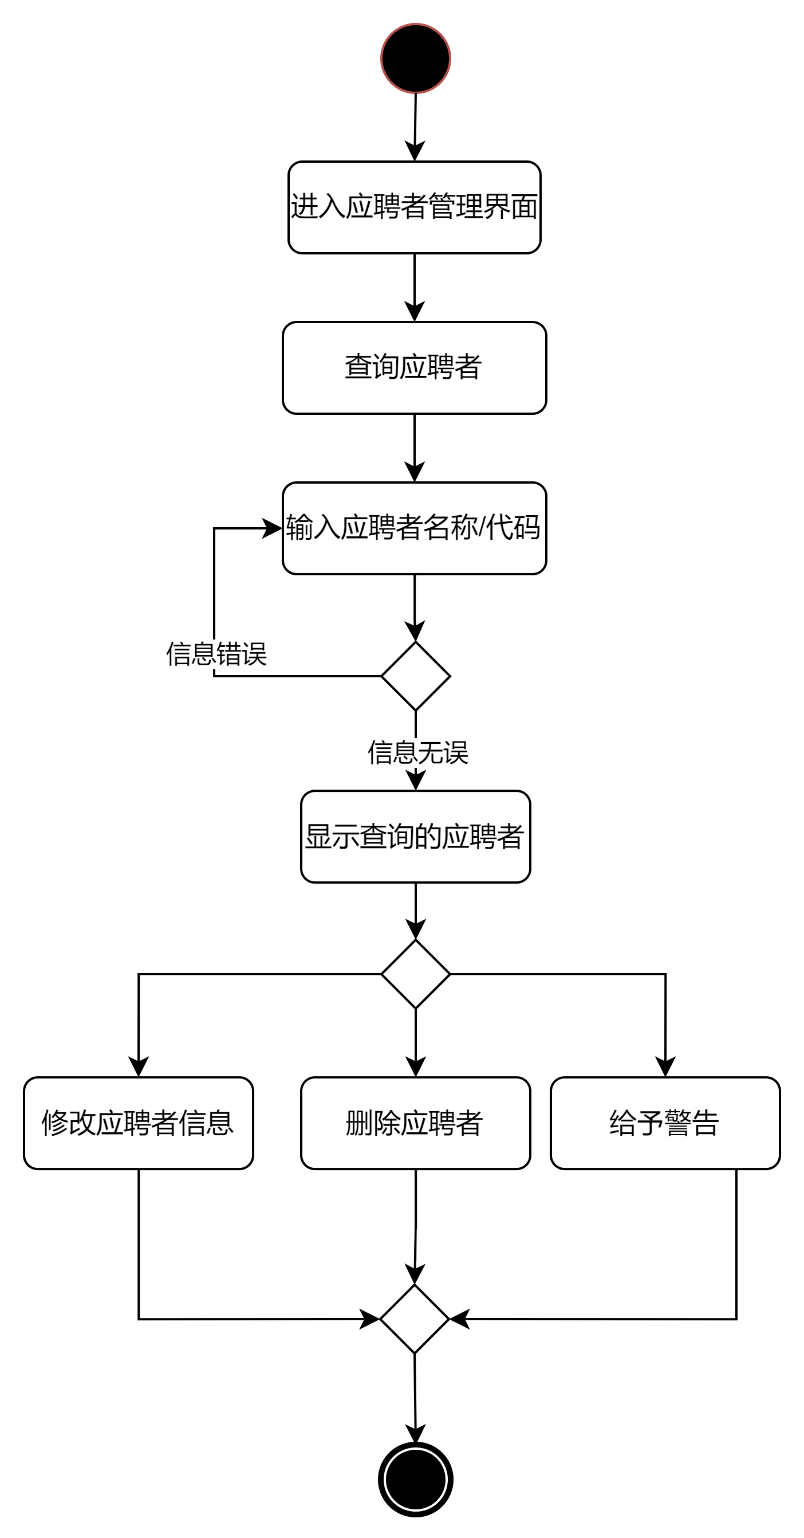 进入应聘者管理界面
查询应聘者
输入应聘者名称/代码
信息错误
信息无误
显示查询的应聘者
修改应聘者信息
删除应聘者
给予警告